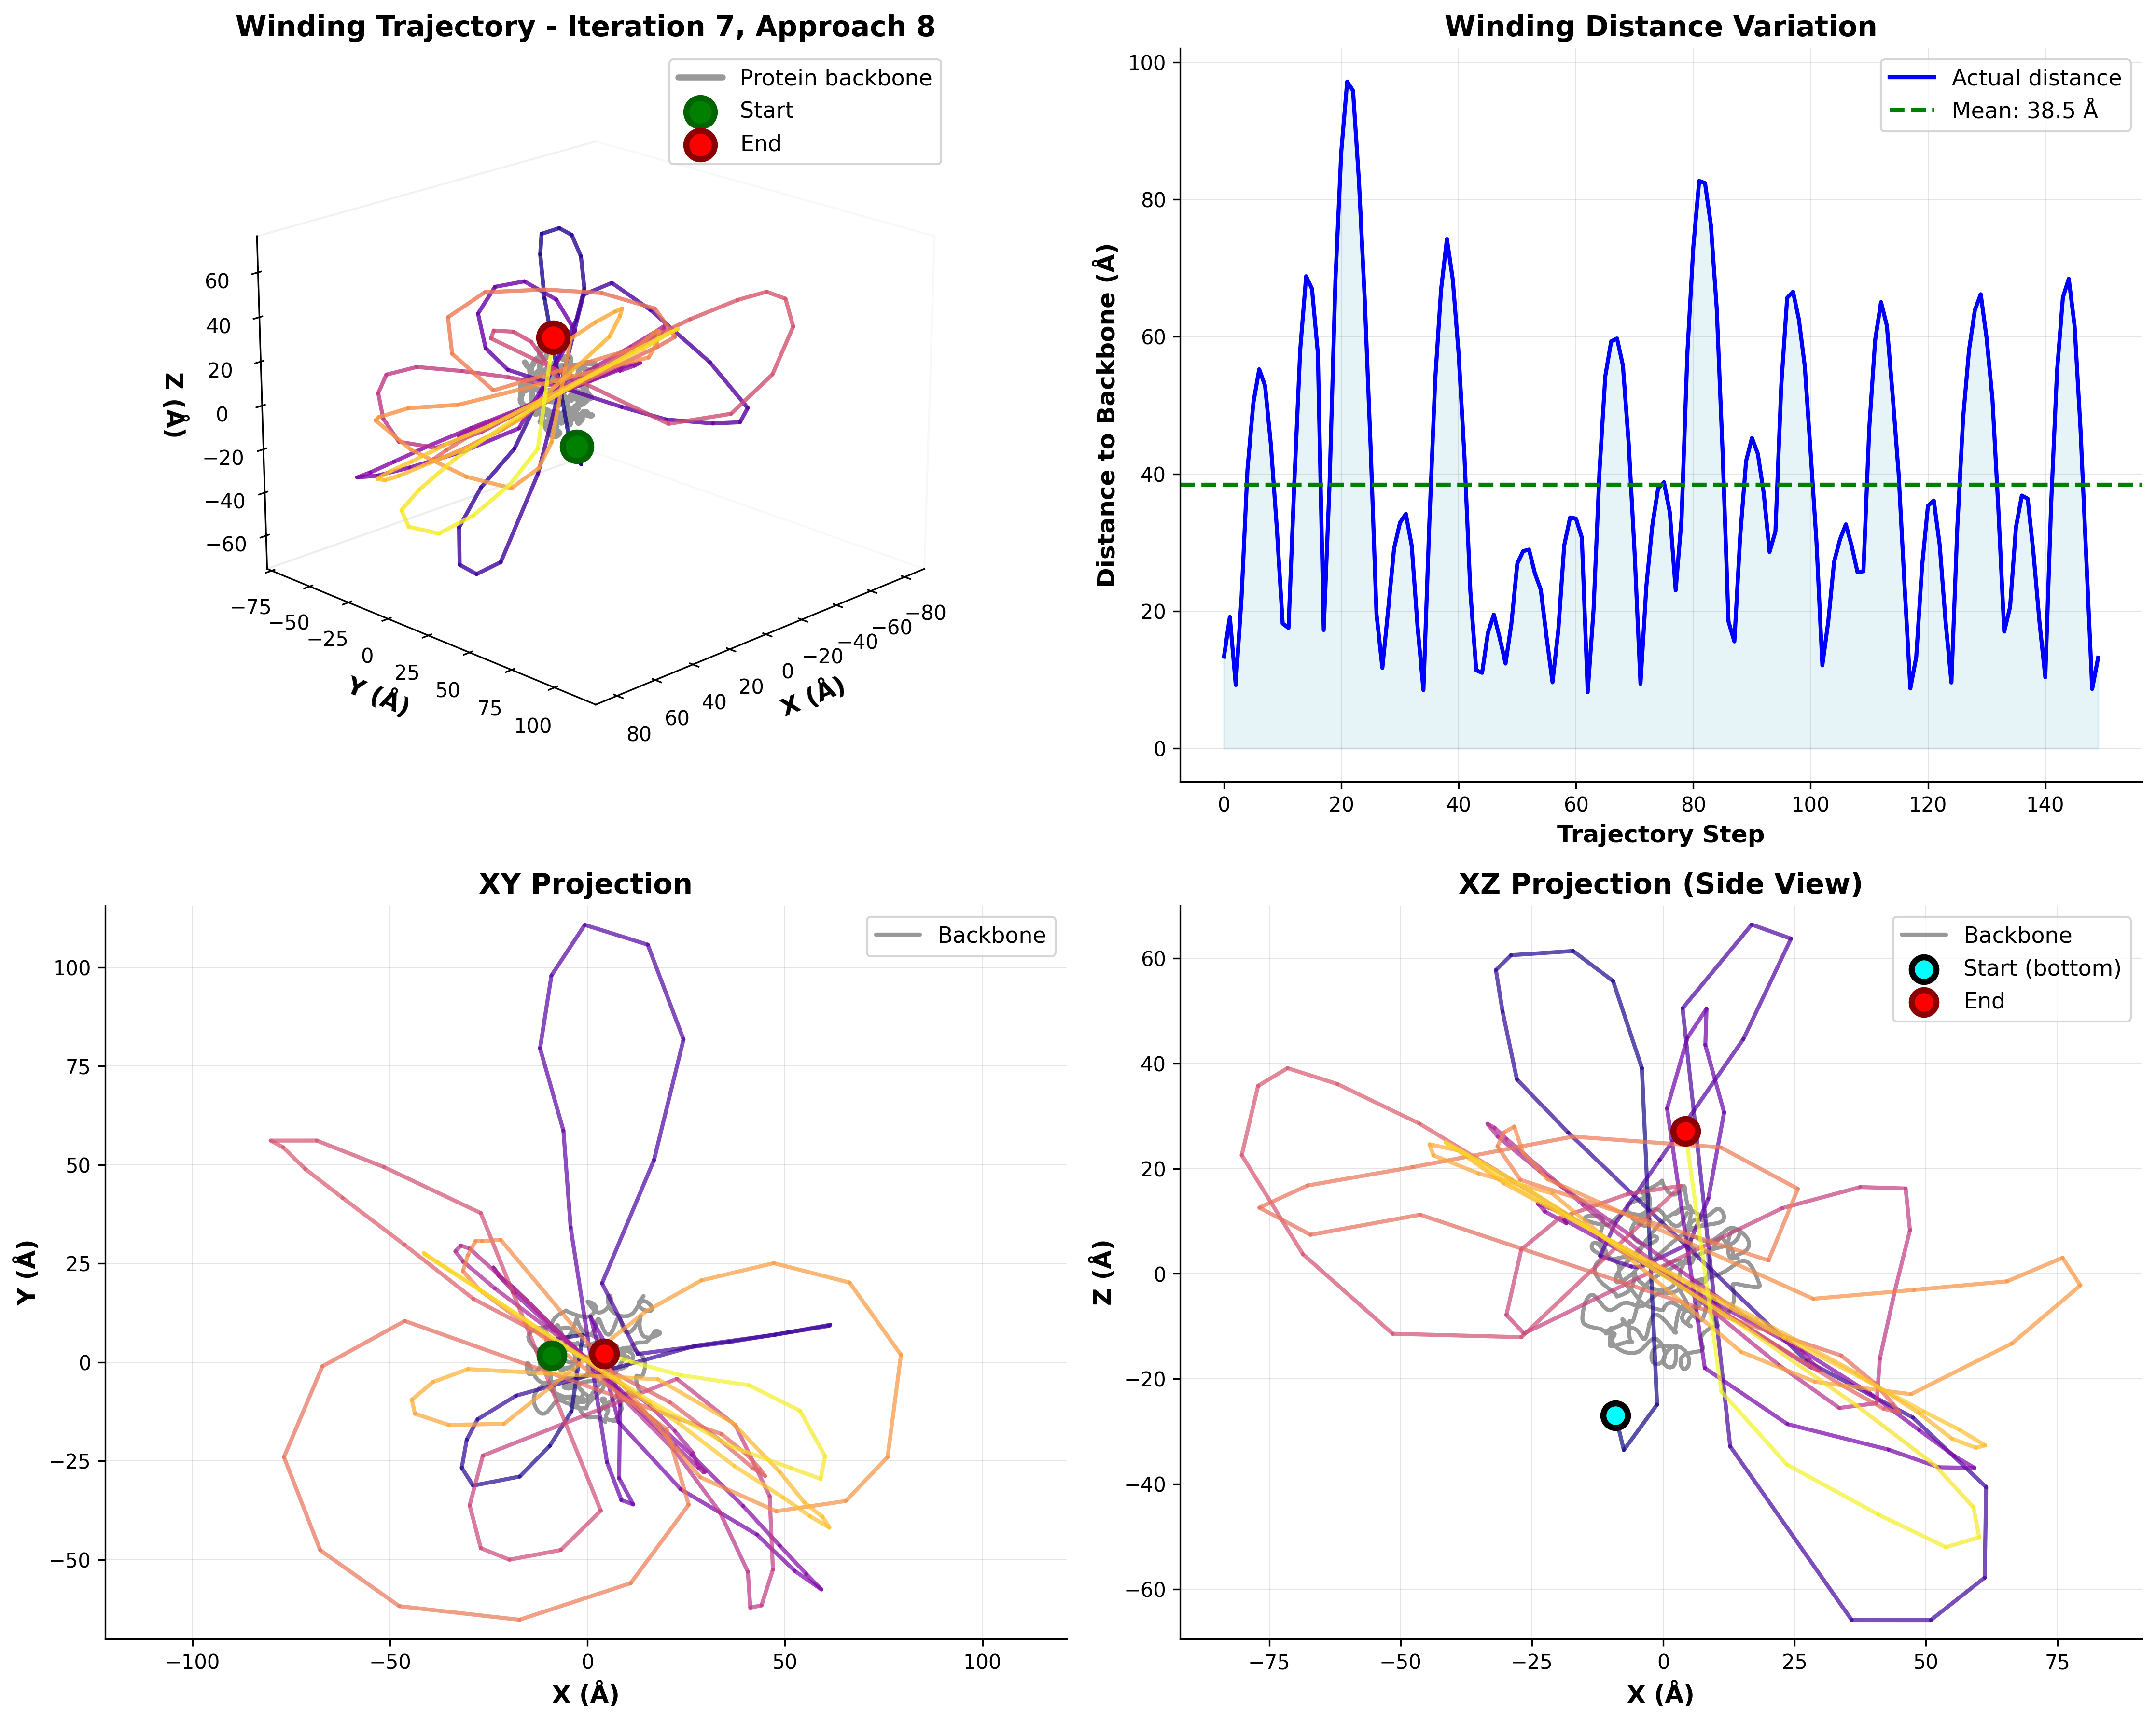 Winding Trajectory - Iteration 7, Approach 8
Protein backbone
Start
End
Z (Å)
60
40
20
0
−20
−40
−60
−75
−50
−25
0
25
50
75
100
Y (Å)
80
60
40
20
0
−20
−40
−60
−80
X (Å)
Winding Distance Variation
Actual distance
Mean: 38.5 Å
Distance to Backbone (Å)
100
80
60
40
20
0
0
20
40
60
80
100
120
140
Trajectory Step
XY Projection
Backbone
Y (Å)
100
75
50
25
0
−25
−50
−100
−50
0
50
100
X (Å)
XZ Projection (Side View)
Backbone
Start (bottom)
End
Z (Å)
60
40
20
0
−20
−40
−60
−75
−50
−25
0
25
50
75
X (Å)